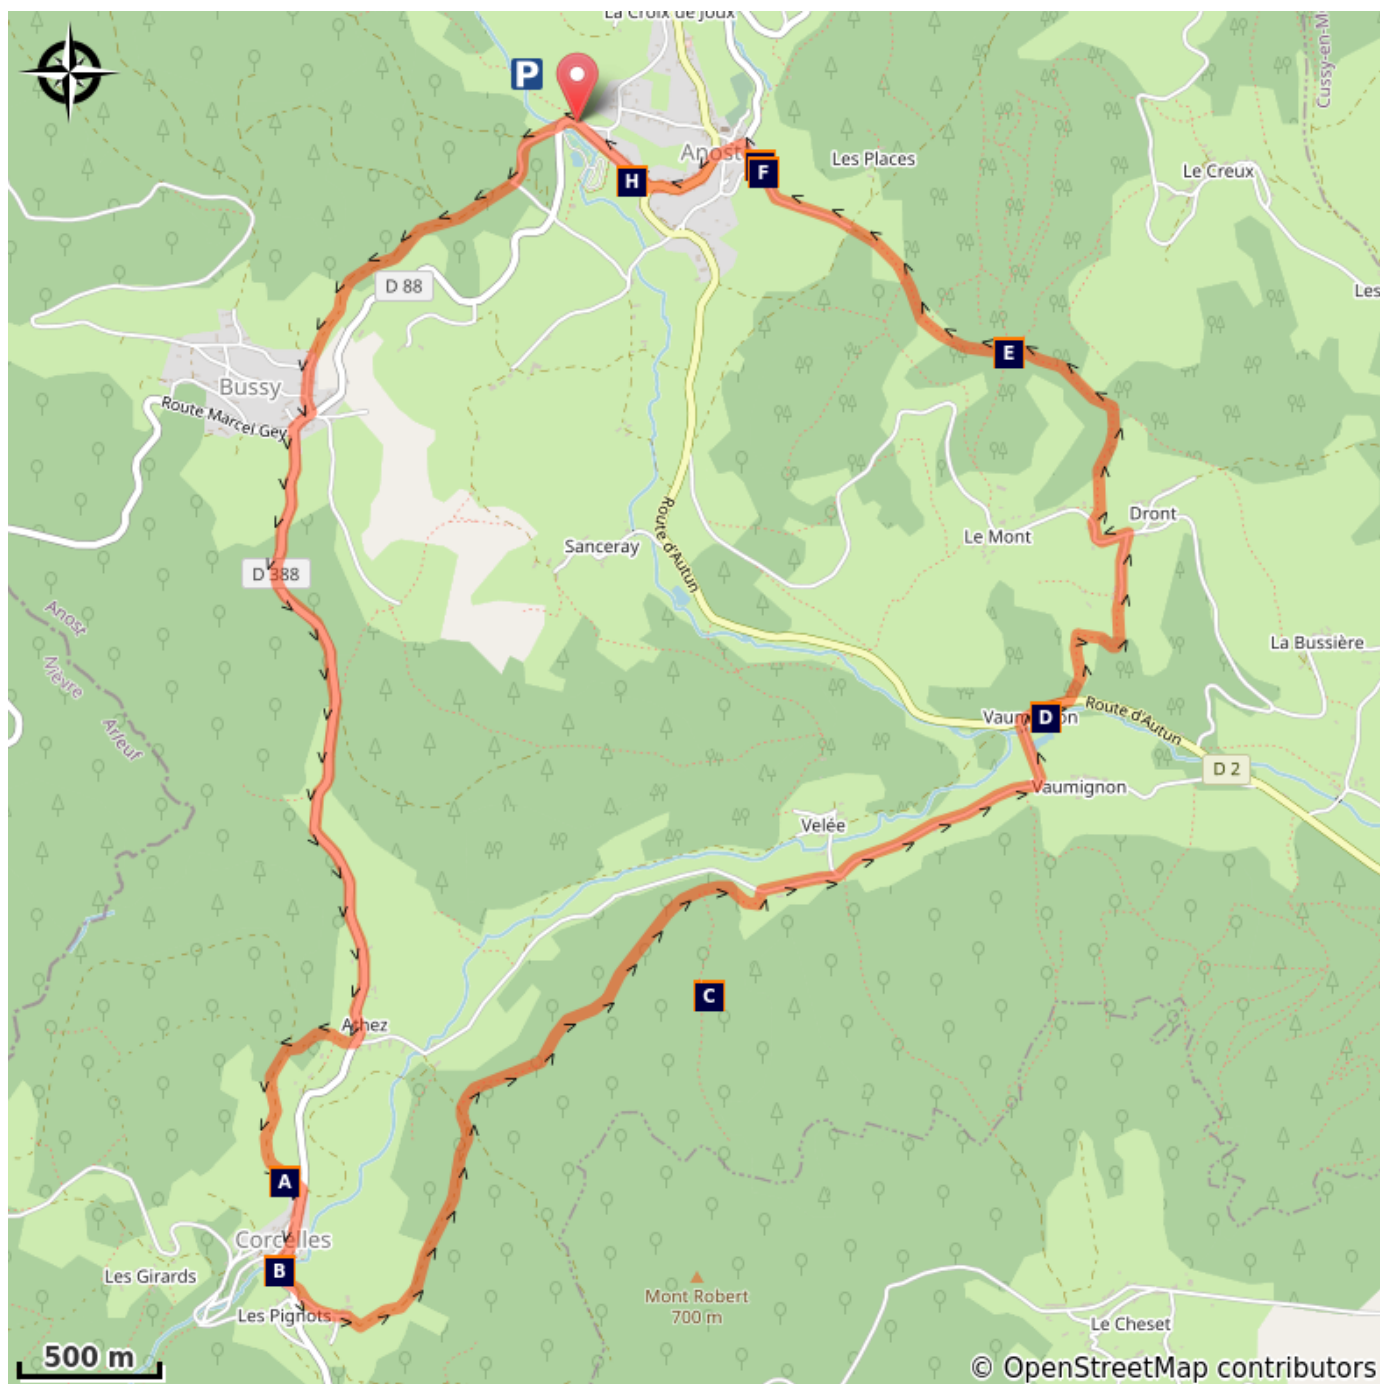 La Croix de Joux
Cussy-en-M
P
Anost
F
Les Places
Le Creux
H
D 88
Les
E
Bussy
Route Marcel Gey
Dront
Le Mont
Sanceray
Route d'Autun
D 388
Anost
Nièvre
Arleuf
La Bussière
Vaumignon
D
Route d'Autun
D 2
Vaumignon
Velée
C
Athez
A
Corcelles
B
Les Girards
Les Pignots
Mont Robert
700 m
Le Cheset
500 m
© OpenStreetMap contributors